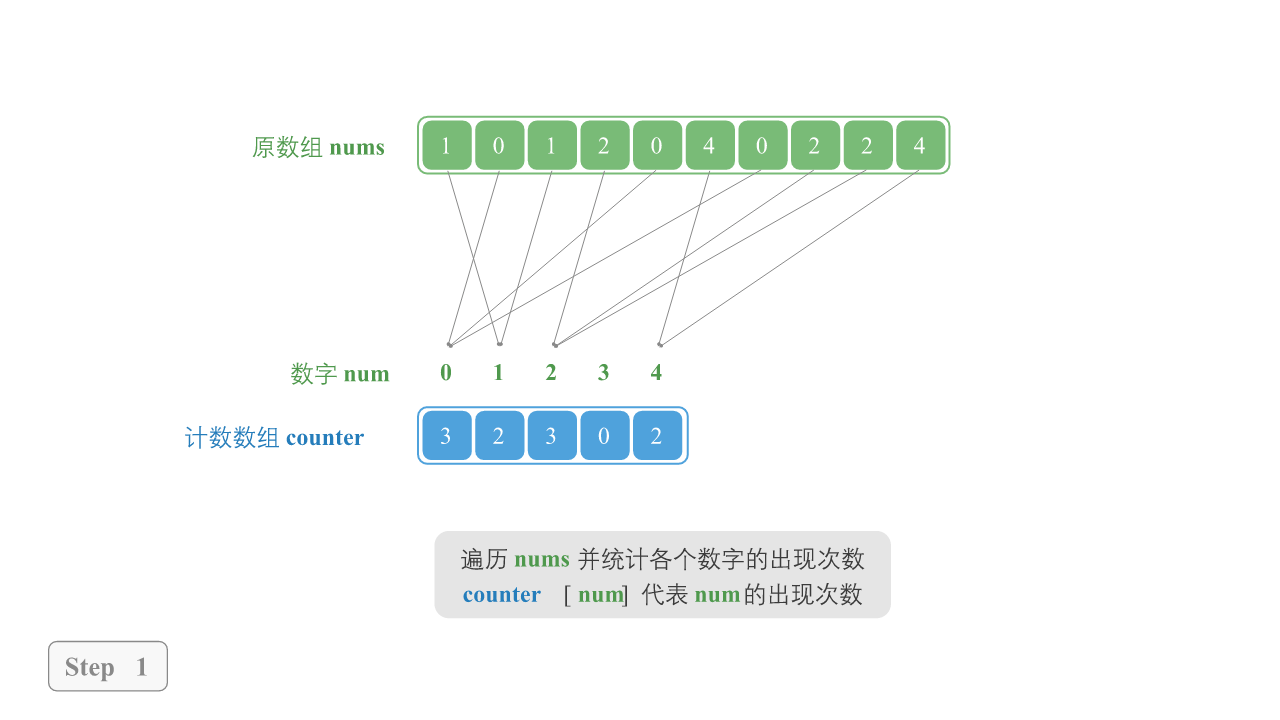 原数组 nums 1 0 1 2 0 4 0 2 2 4
数字 num 0 1 2 3 4
计数数组 counter 3 2 3 0 2
遍历 nums 并统计各个数字的出现次数
counter [ num] 代表 num 的出现次数
Step 1